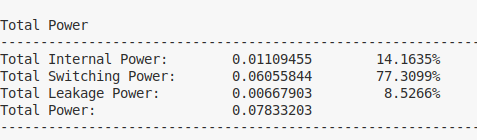 Total Power
-----------------------------------------------------------
Total Internal Power:       0.01109455        14.1635%
Total Switching Power:      0.06055844        77.3099%
Total Leakage Power:        0.00667903         8.5266%
Total Power:                0.07833203
-----------------------------------------------------------